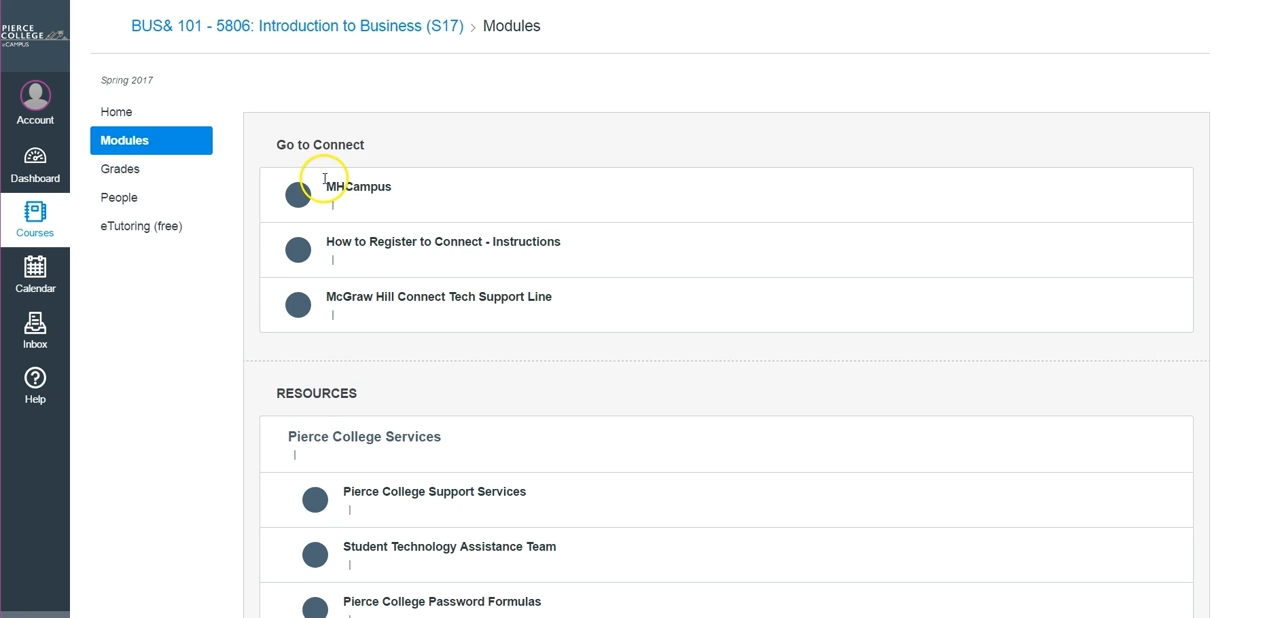 PIERCE
COLLEGE
eCAMPUS
BUS& 101 - 5806: Introduction to Business (S17) › Modules
Spring 2017
Account
Dashboard
Courses
Calendar
Inbox
Help
Home
Modules
Grades
People
eTutoring (free)
Go to Connect
MHCampus
|
How to Register to Connect - Instructions
|
McGraw Hill Connect Tech Support Line
|
RESOURCES
Pierce College Services
|
Pierce College Support Services
|
Student Technology Assistance Team
|
Pierce College Password Formulas